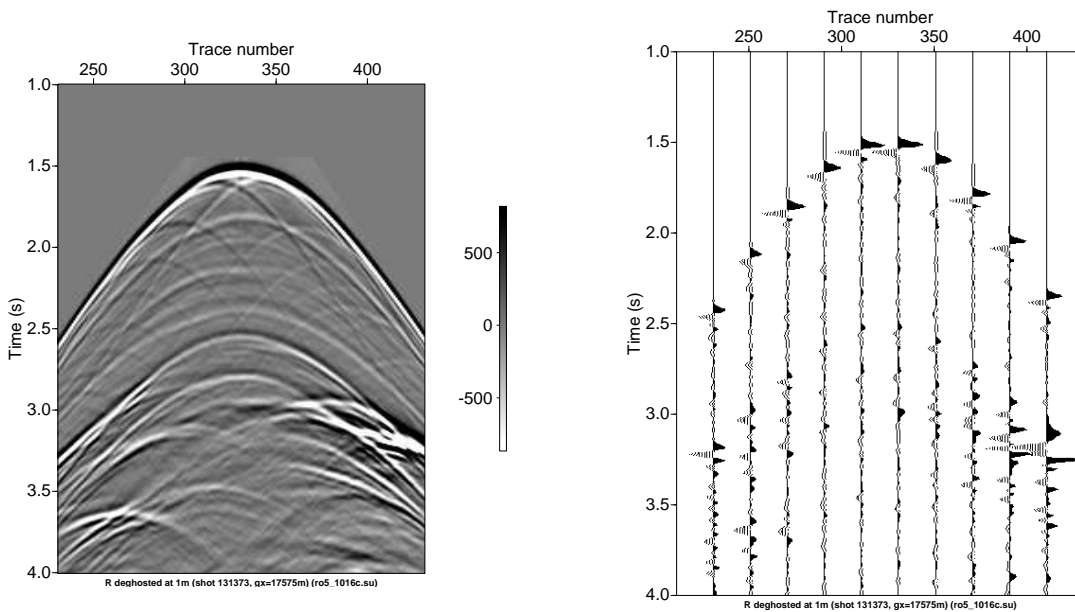 Trace number
250 300 350 400
1.0
1.5
2.0
2.5
3.0
3.5
4.0
Time (s)
500
0
-500
R deghosted at 1m (shot 131373, gx=17575m) (ro5_1016c.su)
Trace number
250 300 350 400
1.0
1.5
2.0
2.5
3.0
3.5
4.0
Time (s)
R deghosted at 1m (shot 131373, gx=17575m) (ro5_1016c.su)